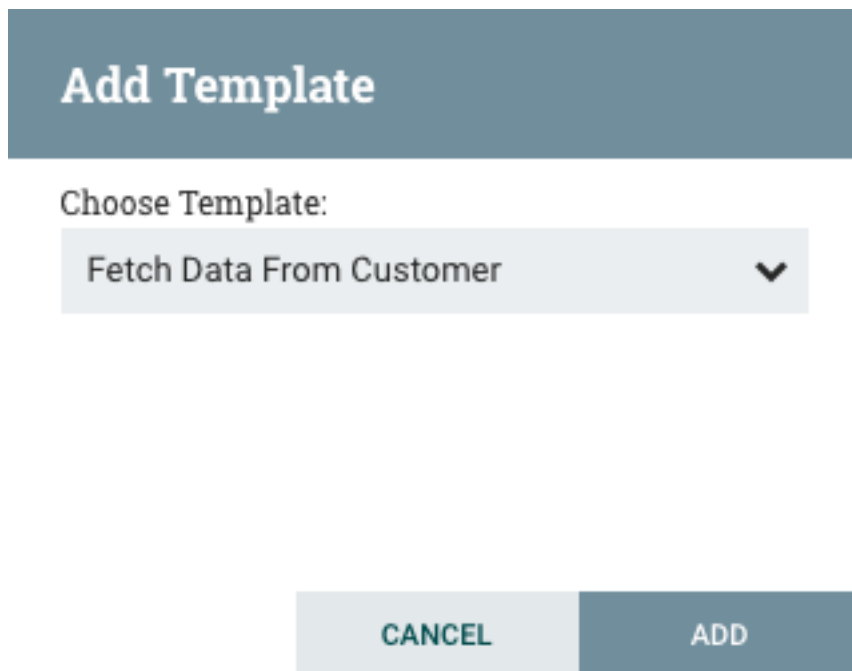 Add Template
Choose Template:
Fetch Data From Customer
CANCEL
ADD